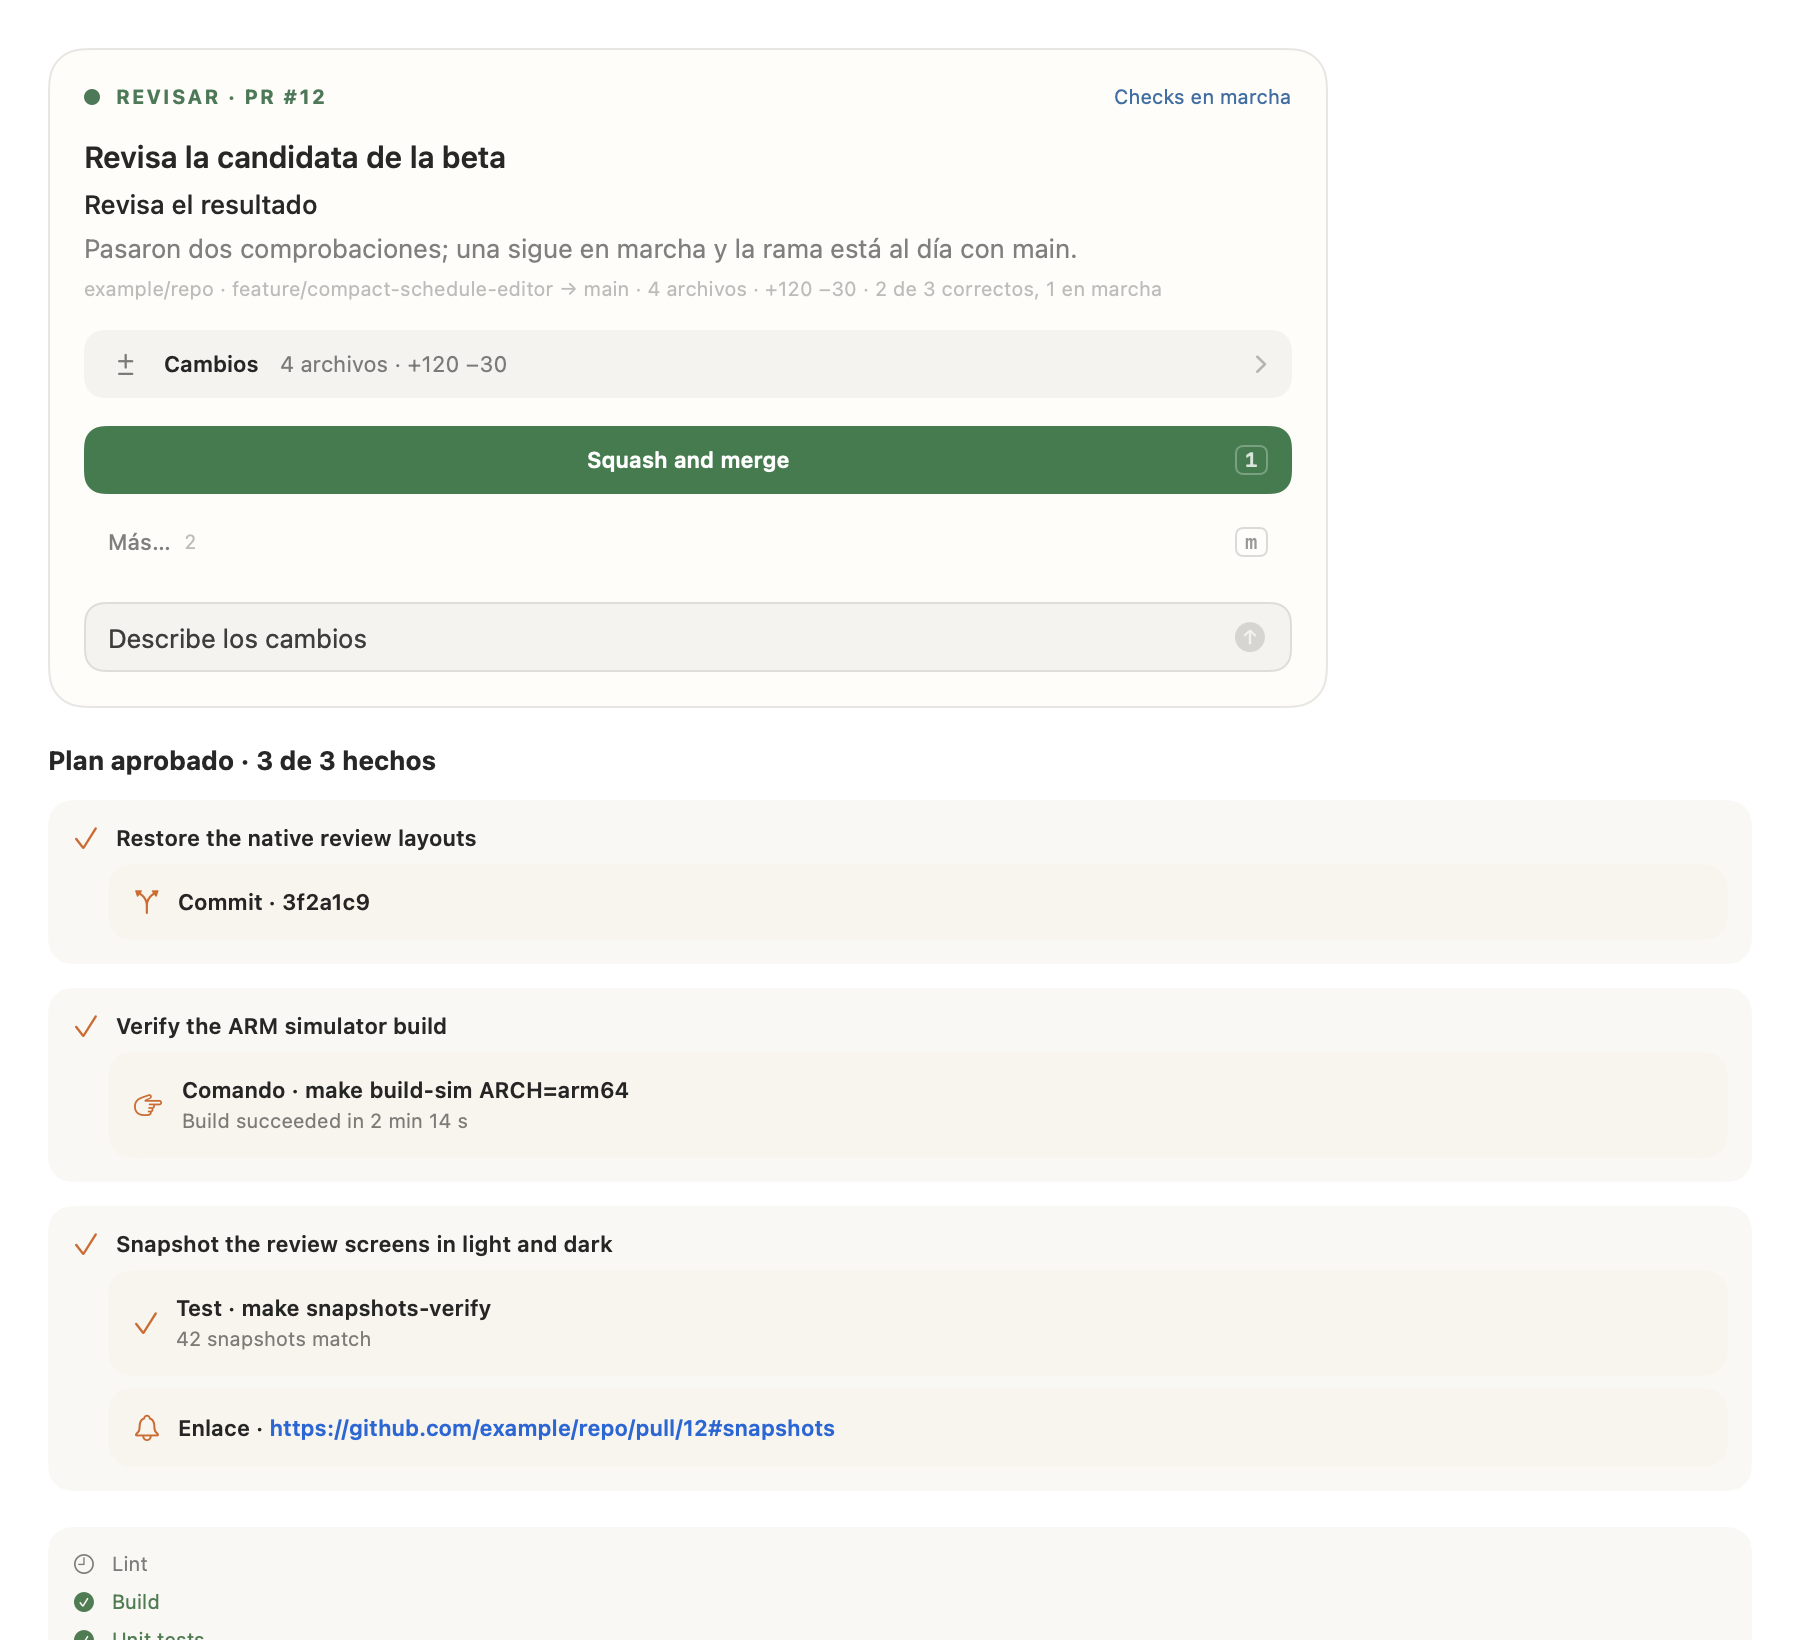 REVISAR · PR #12
Checks en marcha
Revisa la candidata de la beta
Revisa el resultado
Pasaron dos comprobaciones; una sigue en marcha y la rama está al día con main.
example/repo · feature/compact-schedule-editor → main · 4 archivos · +120 −30 · 2 de 3 correctos, 1 en marcha
± Cambios 4 archivos · +120 −30
Squash and merge 1
Más... 2 m
Describe los cambios
Plan aprobado · 3 de 3 hechos
Restore the native review layouts
Commit · 3f2a1c9
Verify the ARM simulator build
Comando · make build-sim ARCH=arm64
Build succeeded in 2 min 14 s
Snapshot the review screens in light and dark
Test · make snapshots-verify
42 snapshots match
Enlace · https://github.com/example/repo/pull/12#snapshots
Lint
Build
Unit tests